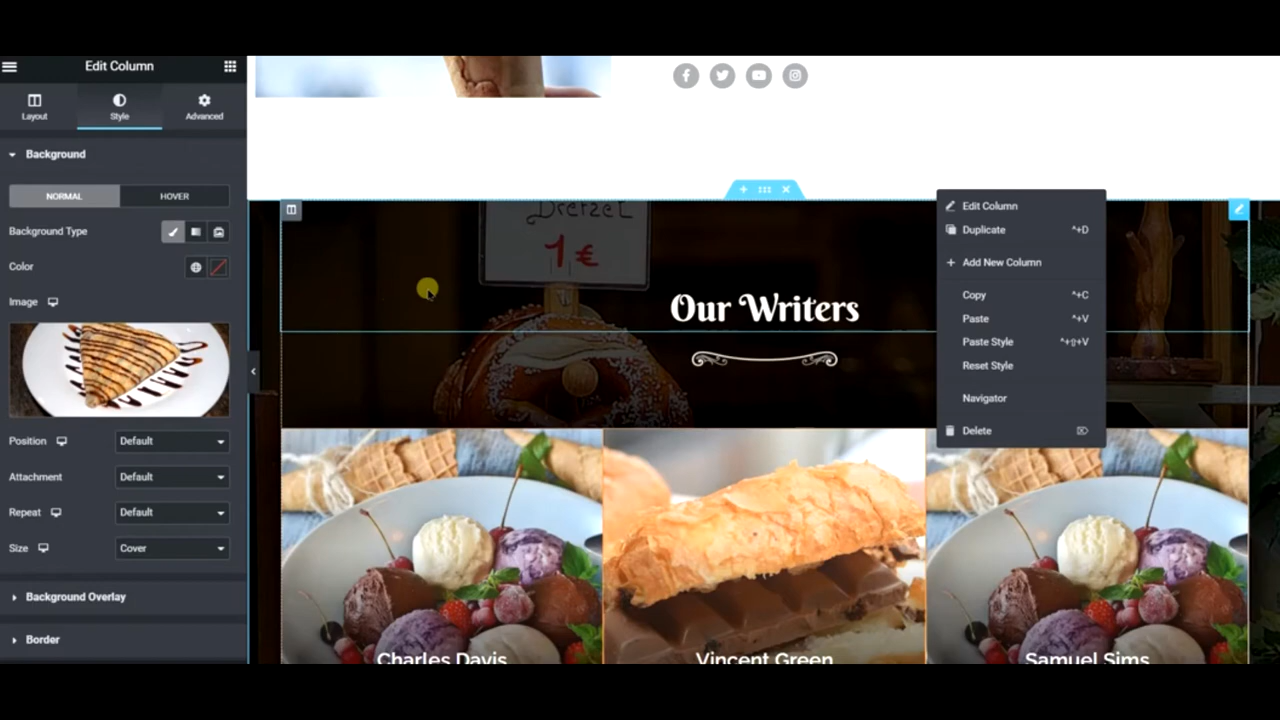 Edit Column
Layout
Style
Advanced
Background
NORMAL
HOVER
Background Type
Color
Image
Position
Default
Attachment
Default
Repeat
Default
Size
Cover
Background Overlay
Border
Dretzel
1 €
Our Writers
Edit Column
Duplicate ^+D
Add New Column
Copy ^+C
Paste ^+V
Paste Style ^+⇧+V
Reset Style
Navigator
Delete ⌦
Charles Davis
Vincent Green
Samuel Sims